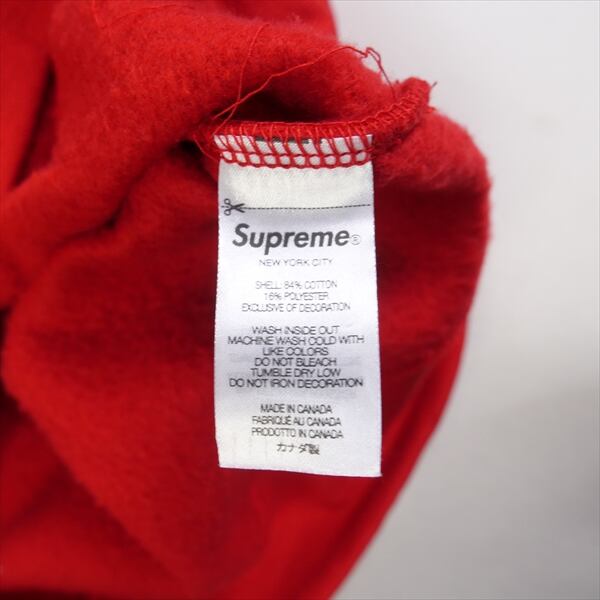 Supreme®
NEW YORK CITY
SHELL: 84% COTTON
16% POLYESTER
EXCLUSIVE OF DECORATION
WASH INSIDE OUT
MACHINE WASH COLD WITH
LIKE COLORS
DO NOT BLEACH
TUMBLE DRY LOW
DO NOT IRON DECORATION
MADE IN CANADA
FABRIQUÉ AU CANADA
PRODOTTO IN CANADA
カナダ製